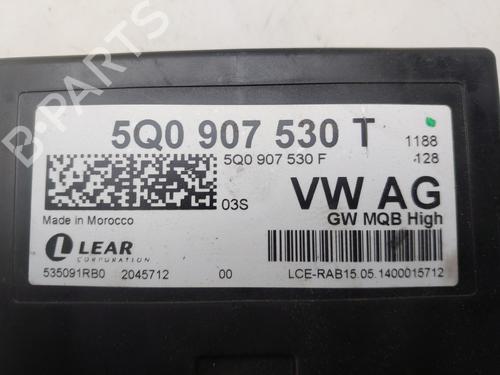 5Q0 907 530 T 1188
5Q0 907 530 F 128
03S VW AG
Made in Morocco GW MQB High
LEAR
CORPORATION
535091RB0 2045712 00 LCE-RAB15.05.1400015712
B-PARTS